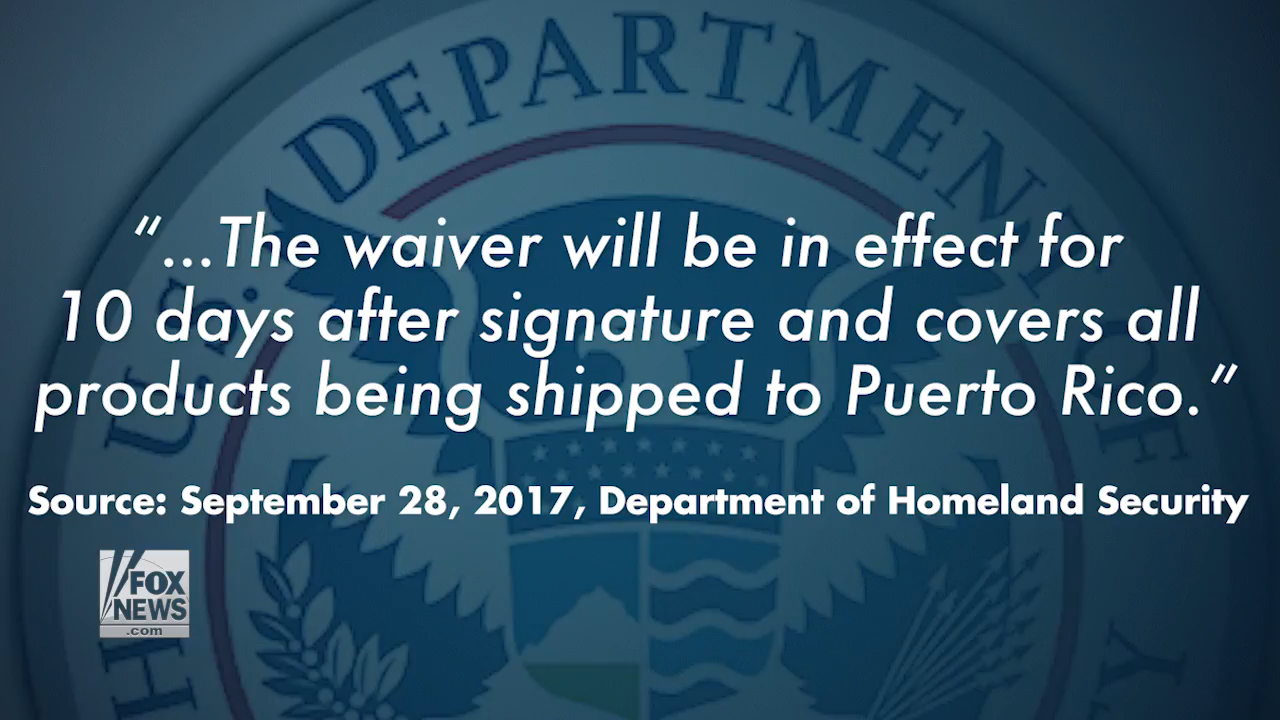 U.S. DEPARTMENT OF
“...The waiver will be in effect for
10 days after signature and covers all
products being shipped to Puerto Rico.”
Source: September 28, 2017, Department of Homeland Security
FOX
NEWS
.com